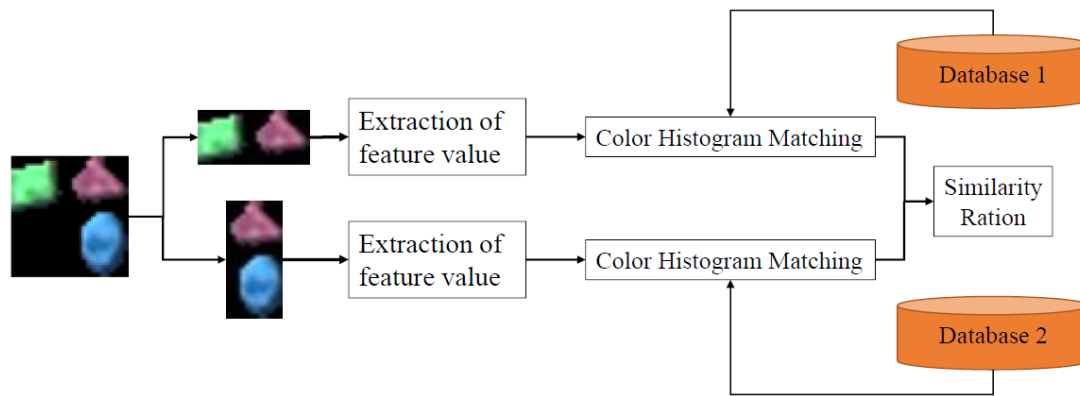 Database 1
Extraction of
feature value
Color Histogram Matching
Similarity
Ration
Extraction of
feature value
Color Histogram Matching
Database 2